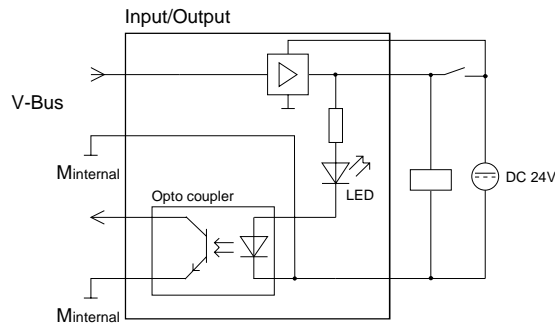 Input/Output
V-Bus
Minternal
DC 24V
LED
Opto coupler
Minternal